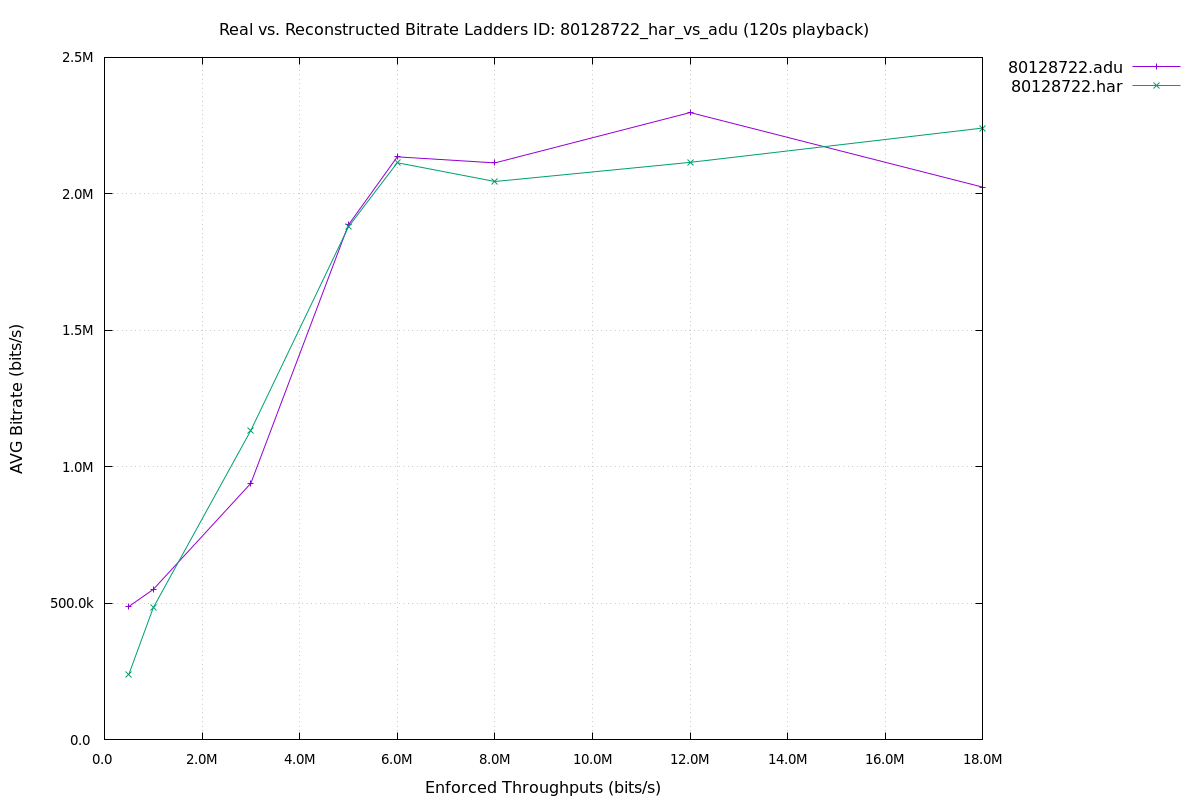 Real vs. Reconstructed Bitrate Ladders ID: 80128722_har_vs_adu (120s playback)
80128722.adu
80128722.har
2.5M
2.0M
1.5M
1.0M
500.0k
0.0
AVG Bitrate (bits/s)
0.0 2.0M 4.0M 6.0M 8.0M 10.0M 12.0M 14.0M 16.0M 18.0M
Enforced Throughputs (bits/s)